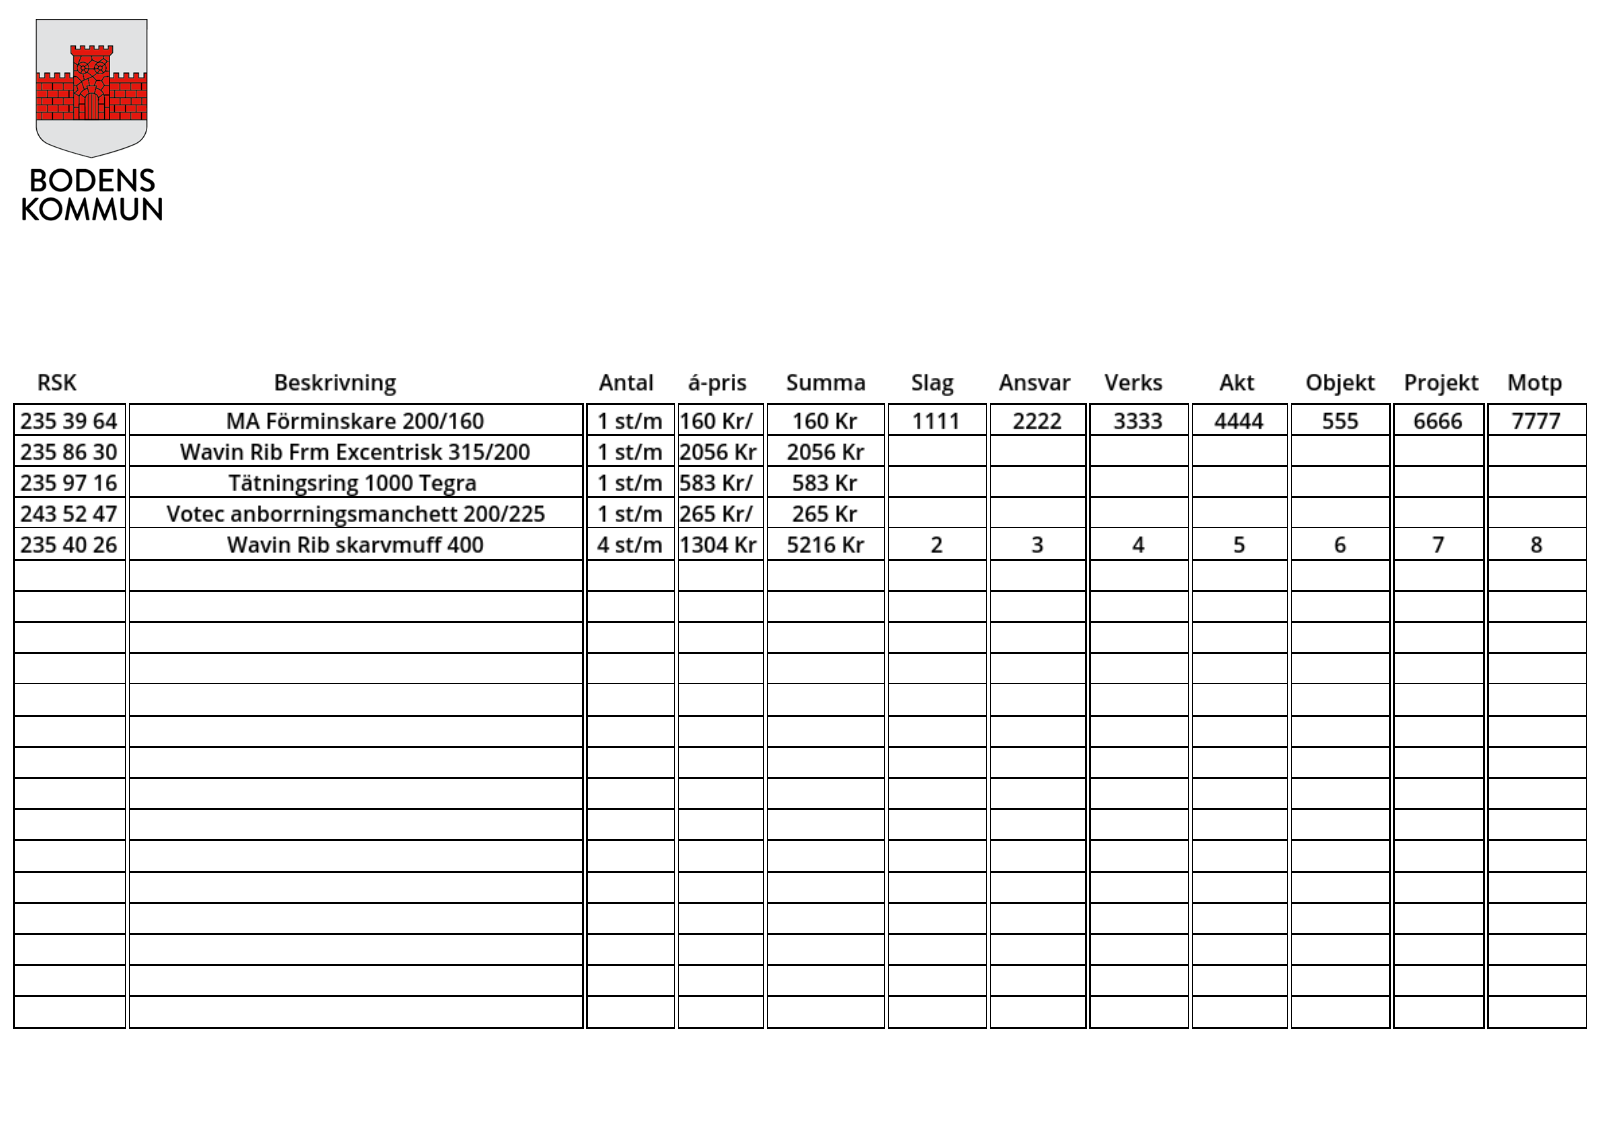 BODENS
KOMMUN
RSK Beskrivning Antal á-pris Summa Slag Ansvar Verks Akt Objekt Projekt Motp
235 39 64 MA Förminskare 200/160 1 st/m 160 Kr/ 160 Kr 1111 2222 3333 4444 555 6666 7777
235 86 30 Wavin Rib Frm Excentrisk 315/200 1 st/m 2056 Kr 2056 Kr
235 97 16 Tätningsring 1000 Tegra 1 st/m 583 Kr/ 583 Kr
243 52 47 Votec anborrningsmanchett 200/225 1 st/m 265 Kr/ 265 Kr
235 40 26 Wavin Rib skarvmuff 400 4 st/m 1304 Kr 5216 Kr 2 3 4 5 6 7 8